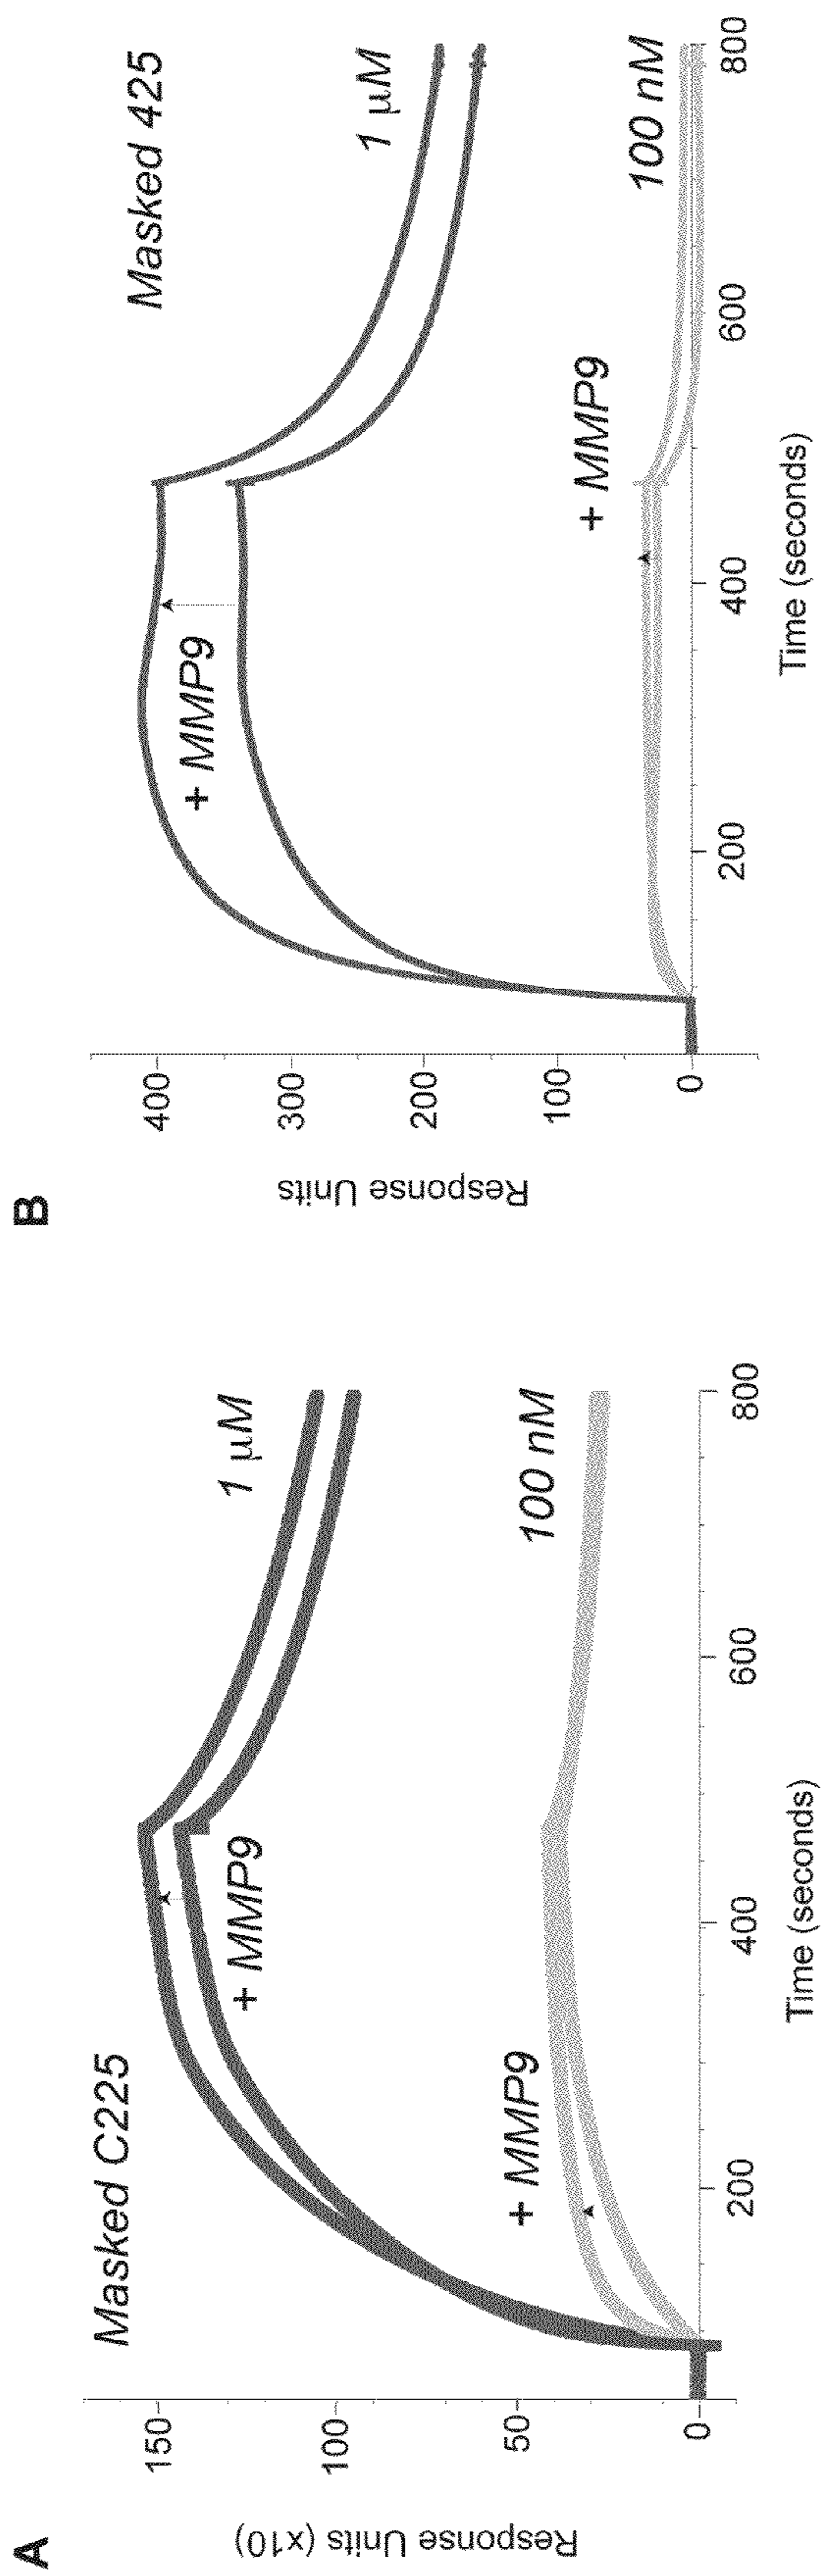 A
Masked C225
1 µM
+ MMP9
+ MMP9
100 nM
Response Units (x10)
150
100
50
0
200
400
600
800
Time (seconds)
B
Masked 425
1 µM
+ MMP9
+ MMP9
100 nM
Response Units
400
300
200
100
0
200
400
600
800
Time (seconds)